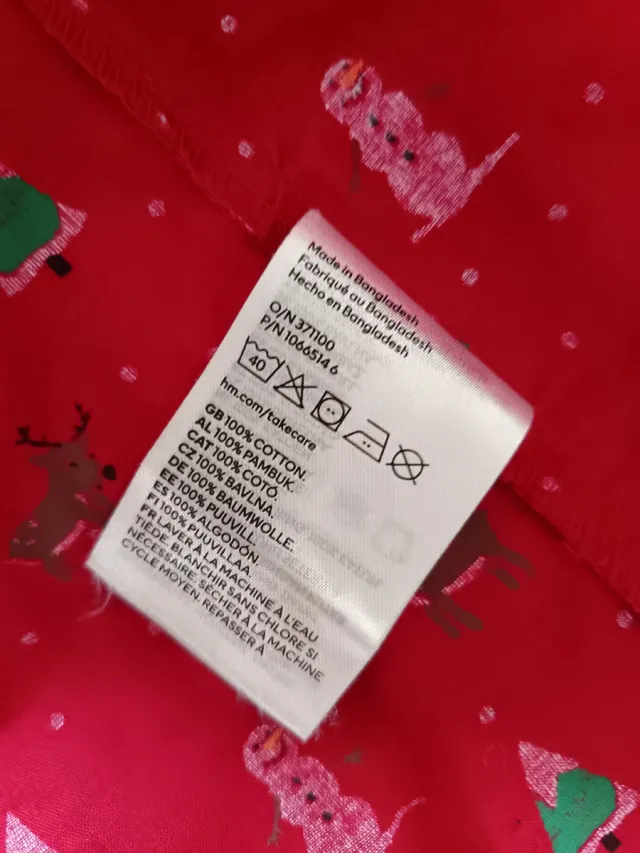 Made in Bangladesh
Fabriqué au Bangladesh
Hecho en Bangladesh
O/N 371100
P/N 1066514 6
40
hm.com/takecare
GB 100% COTTON.
AL 100% PAMBUK.
CAT 100% COTÓ.
CZ 100% BAVLNA.
DE 100% BAUMWOLLE.
EE 100% PUUVILL.
ES 100% ALGODÓN.
FI 100% PUUVILLAA.
FR LAVER À LA MACHINE À L'EAU
TIÈDE. BLANCHIR SANS CHLORE SI
NÉCESSAIRE. SÉCHER À LA MACHINE
CYCLE MOYEN. REPASSER À